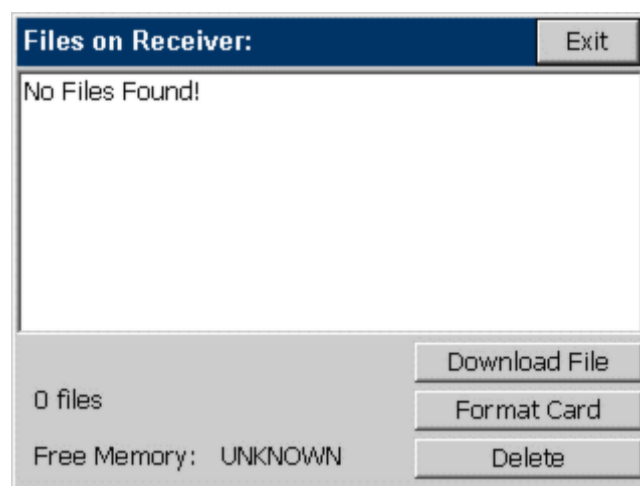 Files on Receiver:
Exit
No Files Found!
Download File
0 files
Format Card
Free Memory: UNKNOWN
Delete